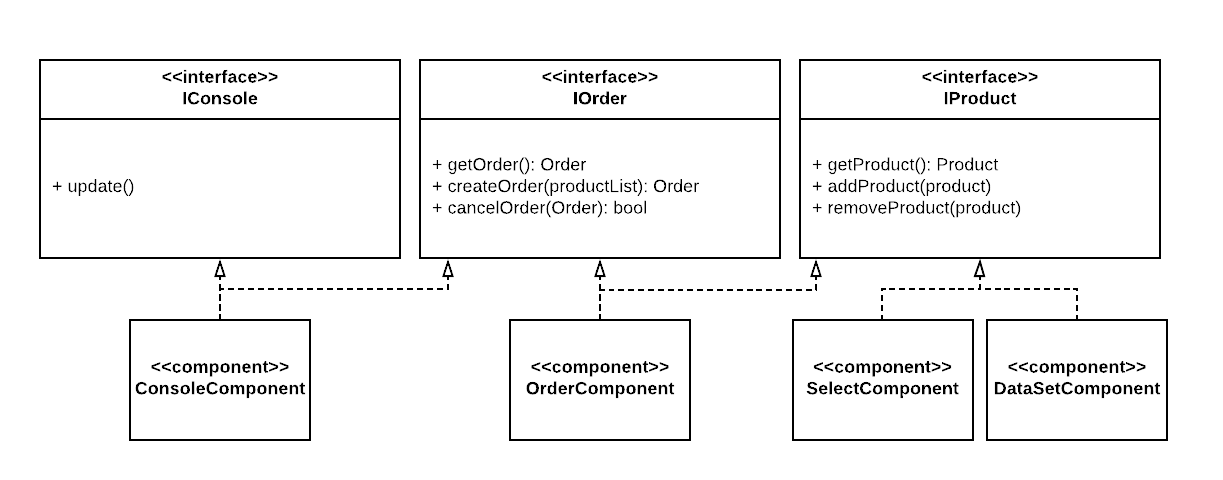 <<interface>>
IConsole
+ update()
<<interface>>
IOrder
+ getOrder(): Order
+ createOrder(productList): Order
+ cancelOrder(Order): bool
<<interface>>
IProduct
+ getProduct(): Product
+ addProduct(product)
+ removeProduct(product)
<<component>>
ConsoleComponent
<<component>>
OrderComponent
<<component>>
SelectComponent
<<component>>
DataSetComponent